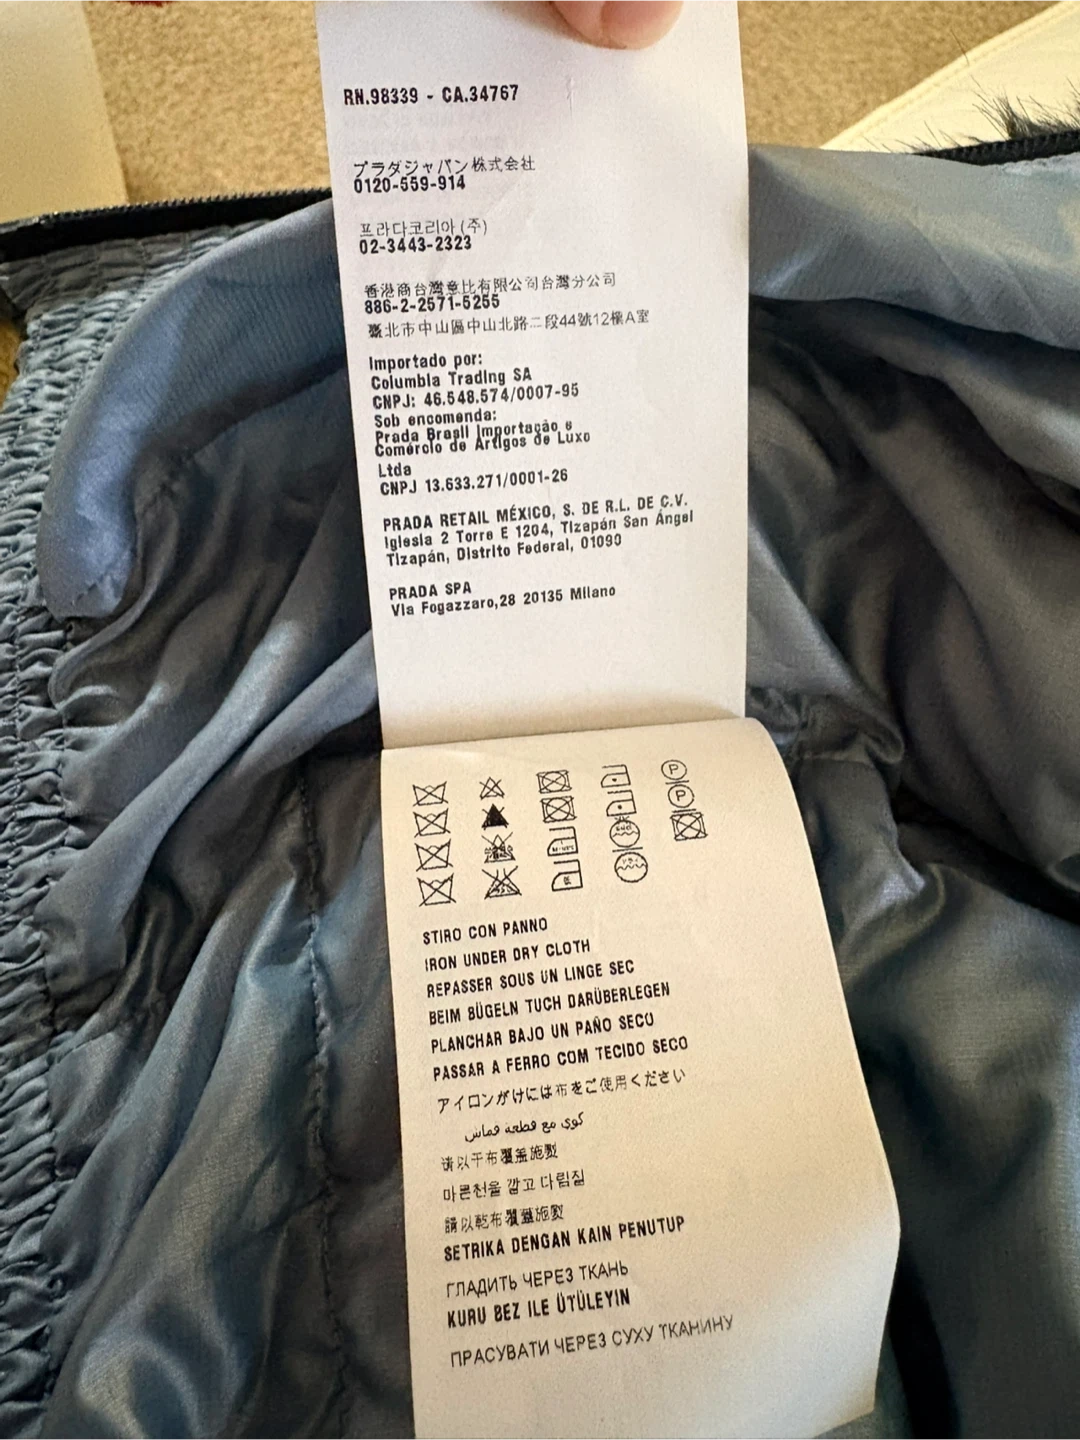 RN.98339 - CA.34767
プラダジャパン株式会社
0120-559-914
프라다코리아(주)
02-3443-2323
香港商台灣意比有限公司台灣分公司
886-2-2571-5255
臺北市中山區中山北路二段44號12樓A室
Importado por:
Columbia Trading SA
CNPJ: 46.548.574/0007-95
Sob encomenda:
Prada Brasil Importação e
Comércio de Artigos de Luxo
Ltda
CNPJ 13.633.271/0001-26
PRADA RETAIL MÉXICO, S. DE R.L. DE C.V.
Iglesia 2 Torre E 1204, Tizapán San Ángel
Tizapán, Distrito Federal, 01090
PRADA SPA
Via Fogazzaro,28 20135 Milano
P
P
STIRO CON PANNO
IRON UNDER DRY CLOTH
REPASSER SOUS UN LINGE SEC
BEIM BÜGELN TUCH DARÜBERLEGEN
PLANCHAR BAJO UN PAÑO SECO
PASSAR A FERRO COM TECIDO SECO
アイロンがけには布をご使用ください
كوي مع قطعة قماش
请以干布覆盖施熨
마른천을 깔고 다림질
請以乾布覆蓋施熨
SETRIKA DENGAN KAIN PENUTUP
ГЛАДИТЬ ЧЕРЕЗ ТКАНЬ
KURU BEZ ILE ÜTÜLEYIN
ПРАСУВАТИ ЧЕРЕЗ СУХУ ТКАНИНУ